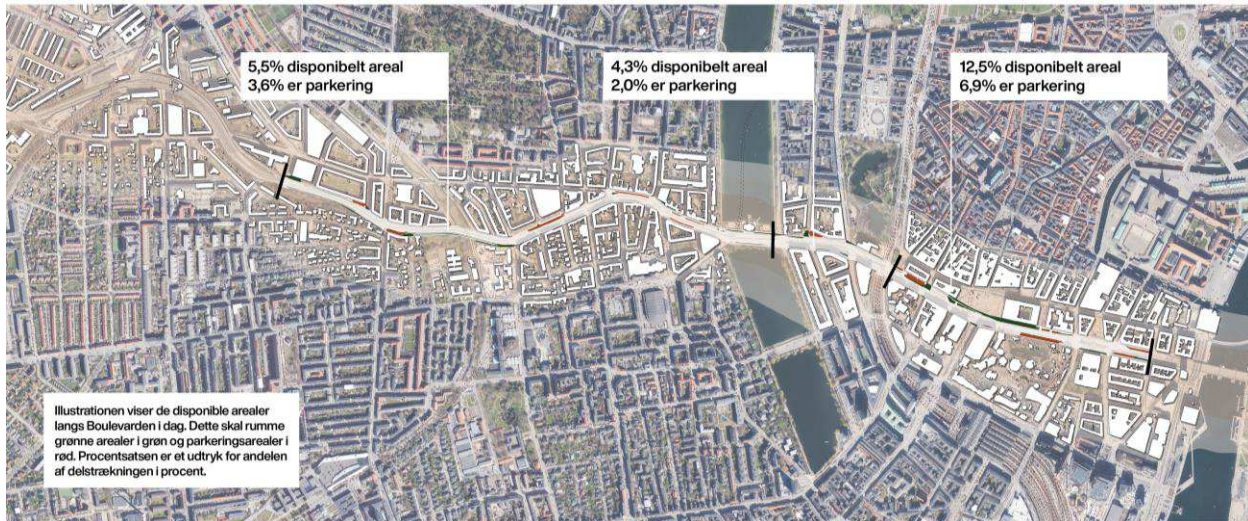 5,5% disponibelt areal
3,6% er parkering
4,3% disponibelt areal
2,0% er parkering
12,5% disponibelt areal
6,9% er parkering
Illustrationen viser de disponible arealer
langs Boulevarden i dag. Dette skal rumme
grønne arealer i grøn og parkeringsarealer i
rød. Procentsatsen er et udtryk for andelen
af delstrækningen i procent.